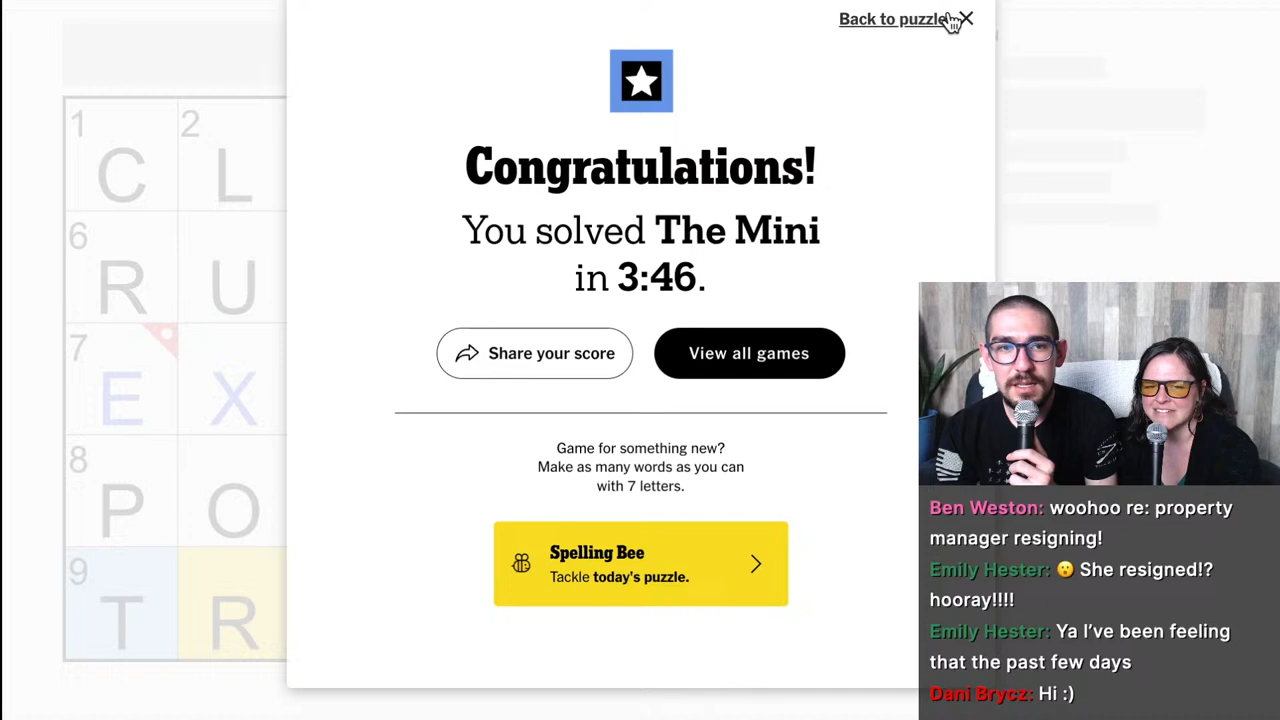 Back to puzzle
Congratulations!
You solved The Mini
in 3:46.
Share your score
View all games
Game for something new?
Make as many words as you can
with 7 letters.
Spelling Bee
Tackle today's puzzle.
1 2
C L
6
R U
7
E X
8
P O
9
T R
Ben Weston: woohoo re: property
manager resigning!
Emily Hester: 😮 She resigned!?
hooray!!!!
Emily Hester: Ya I've been feeling
that the past few days
Dani Brycz: Hi :)